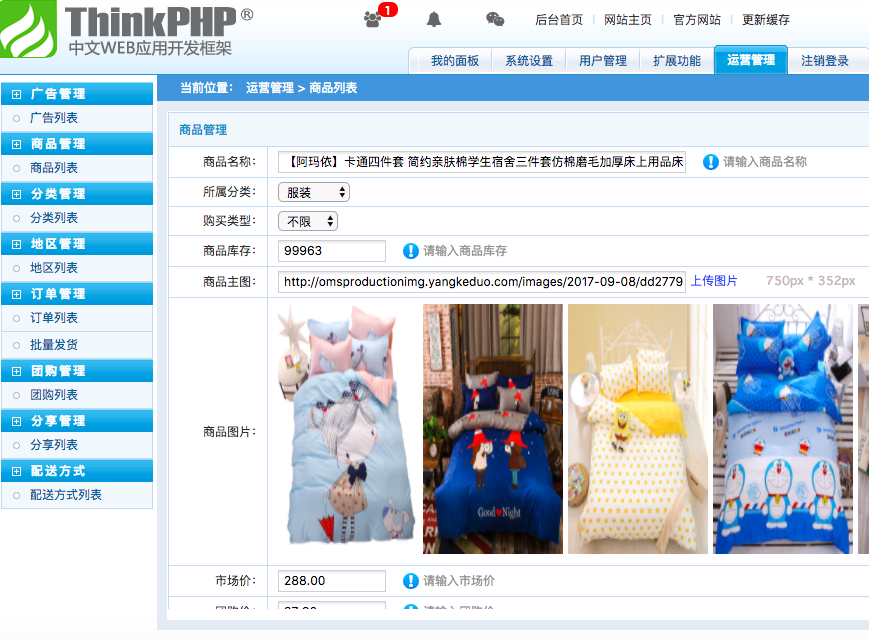 ThinkPHP®
中文WEB应用开发框架
1
后台首页 网站主页 官方网站 更新缓存
我的面板 系统设置 用户管理 扩展功能 运营管理 注销登录
广告管理
广告列表
商品管理
商品列表
分类管理
分类列表
地区管理
地区列表
订单管理
订单列表
批量发货
团购管理
团购列表
分享管理
分享列表
配送方式
配送方式列表
当前位置： 运营管理 > 商品列表
商品管理
商品名称: 【阿玛依】卡通四件套 简约亲肤棉学生宿舍三件套仿棉磨毛加厚床上用品床 请输入商品名称
所属分类: 服装
购买类型: 不限
商品库存: 99963 请输入商品库存
商品主图: http://omsproductionimg.yangkeduo.com/images/2017-09-08/dd2779 上传图片 750px * 352px
商品图片:
Good Night
市场价: 288.00 请输入市场价